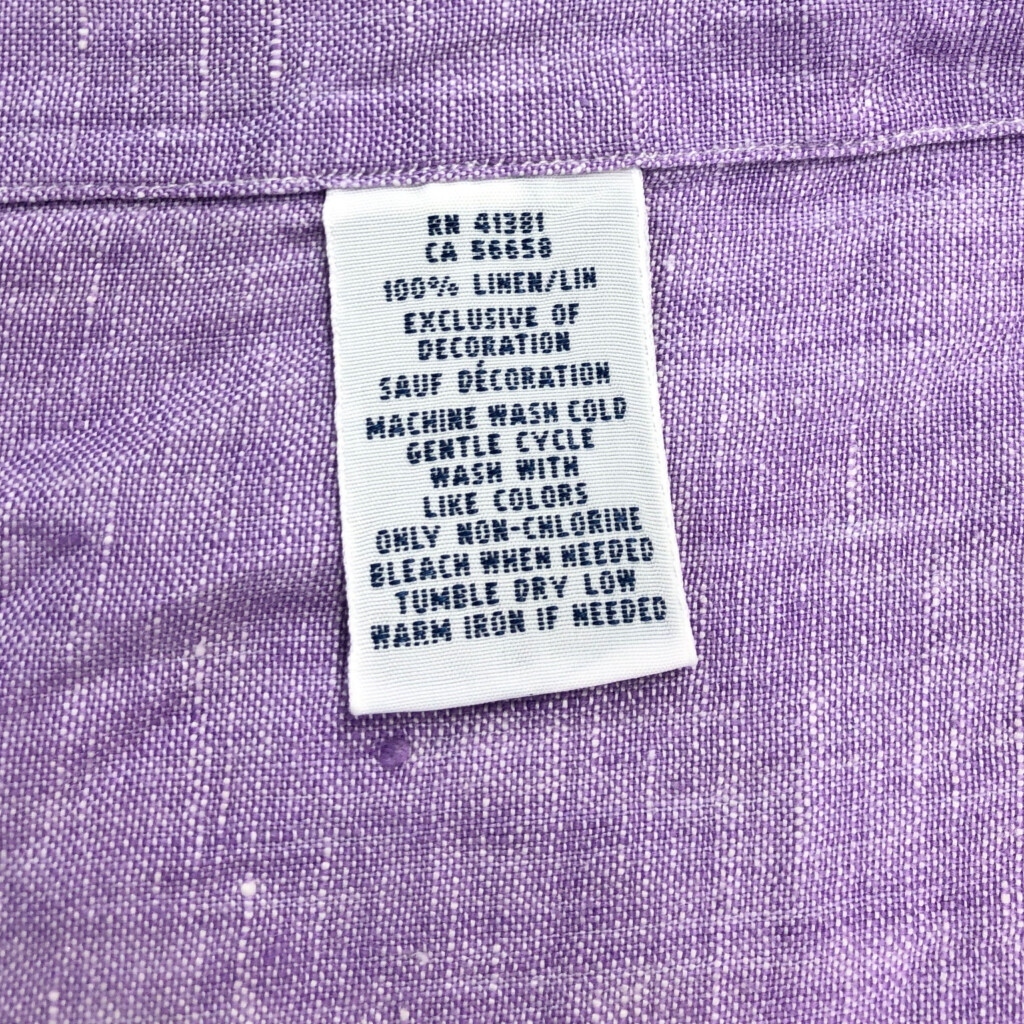 RN 41381
CA 56658
100% LINEN/LIN
EXCLUSIVE OF
DECORATION
SAUF DÉCORATION
MACHINE WASH COLD
GENTLE CYCLE
WASH WITH
LIKE COLORS
ONLY NON-CHLORINE
BLEACH WHEN NEEDED
TUMBLE DRY LOW
WARM IRON IF NEEDED